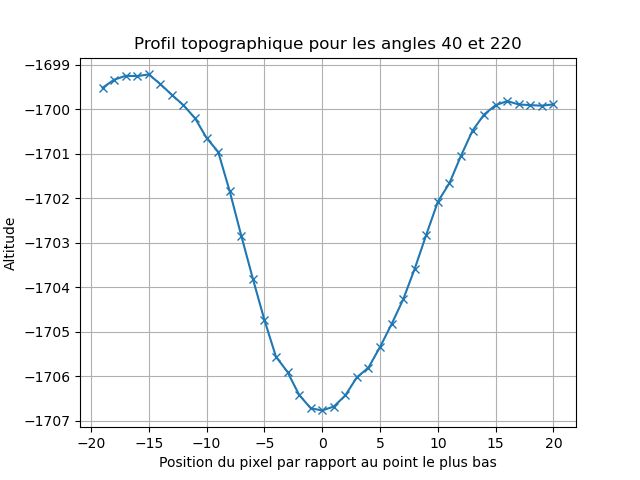 Profil topographique pour les angles 40 et 220
−1699
−1700
−1701
−1702
−1703
−1704
−1705
−1706
−1707
Altitude
−20 −15 −10 −5 0 5 10 15 20
Position du pixel par rapport au point le plus bas